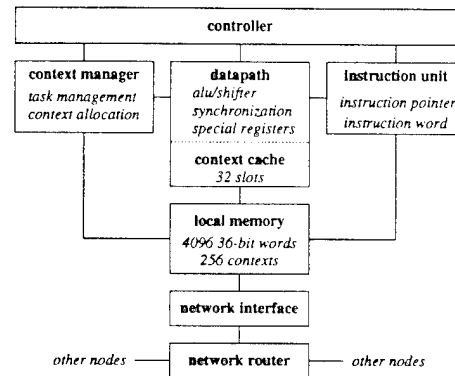 controller
context manager
task management
context allocation
datapath
alu/shifter
synchronization
special registers
instruction unit
instruction pointer
instruction word
context cache
32 slots
local memory
4096 36-bit words
256 contexts
network interface
other nodes
network router
other nodes